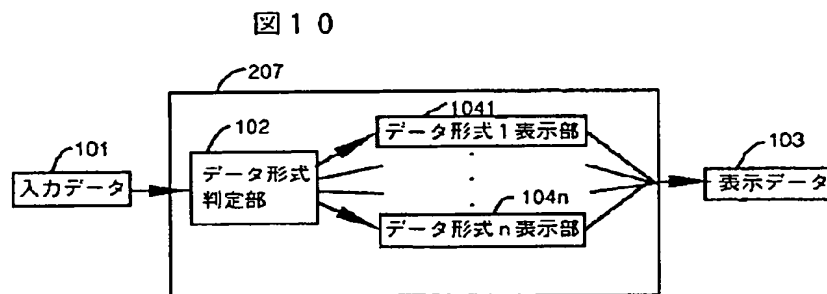 図10
207
102
1041
101
データ形式1表示部
103
入力データ
データ形式
判定部
表示データ
104n
データ形式n表示部